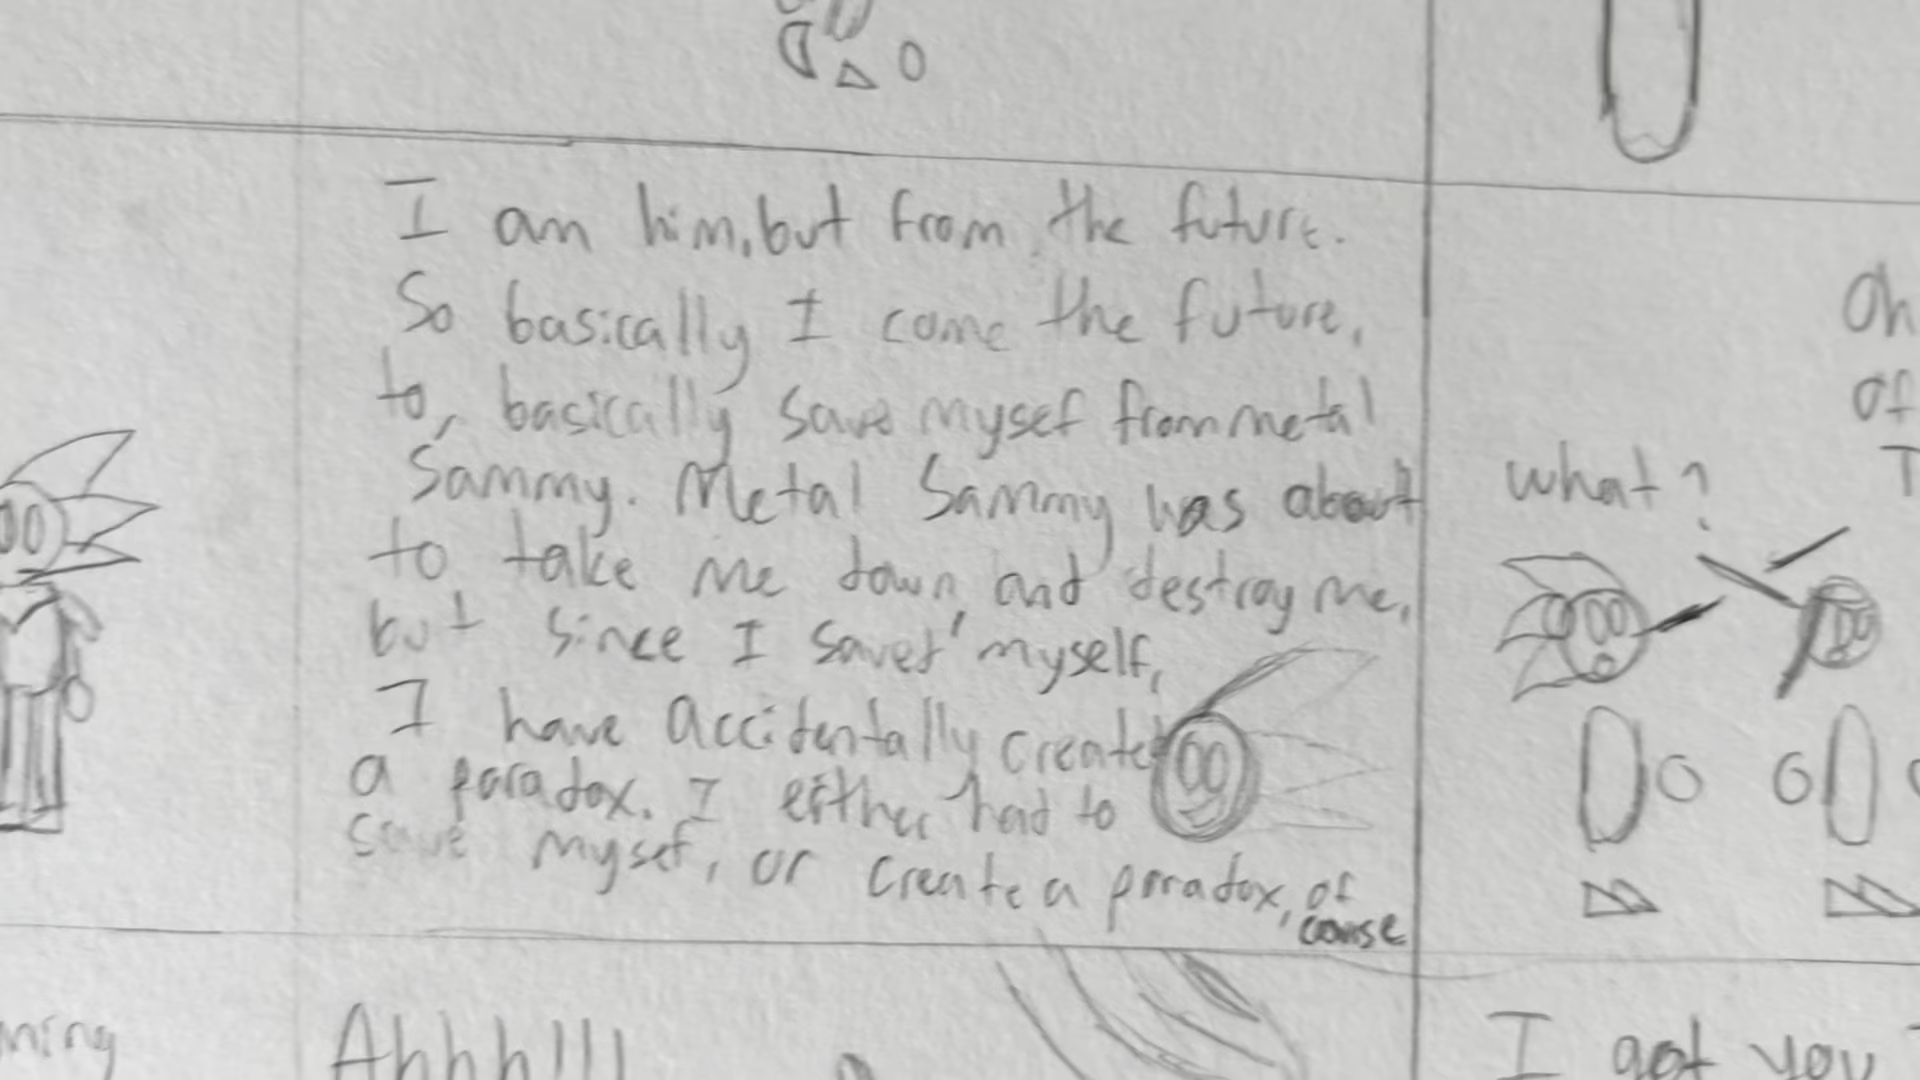 I am him, but from the future.
So basically I come the future,
to, basically save mysef from metal
Sammy. Metal Sammy was about
to take me down, and destroy me,
but since I saved myself,
I have accidentally created
a paradox. I either had to
save mysef, or create a paradox, of
course
what?
Oh
of
T
ning
Ahhh!!!
I got you